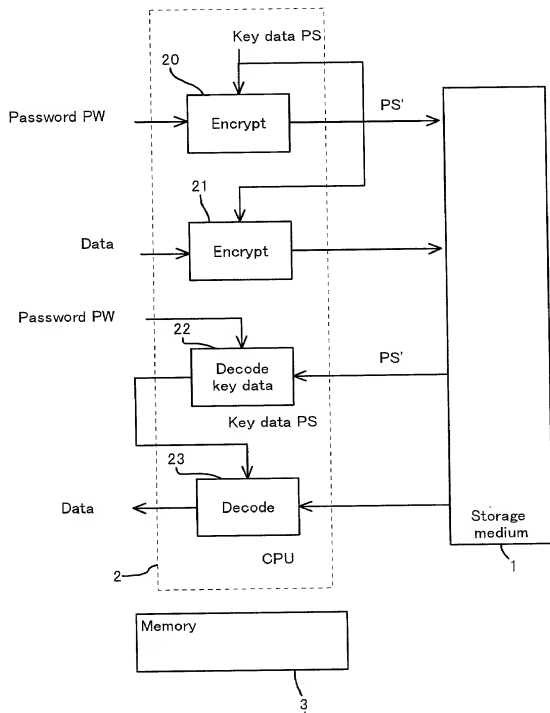 Key data PS
20
Password PW
Encrypt
PS'
21
Data
Encrypt
Password PW
22
Decode
key data
PS'
Key data PS
23
Data
Decode
Storage
medium
CPU
2
1
Memory
3